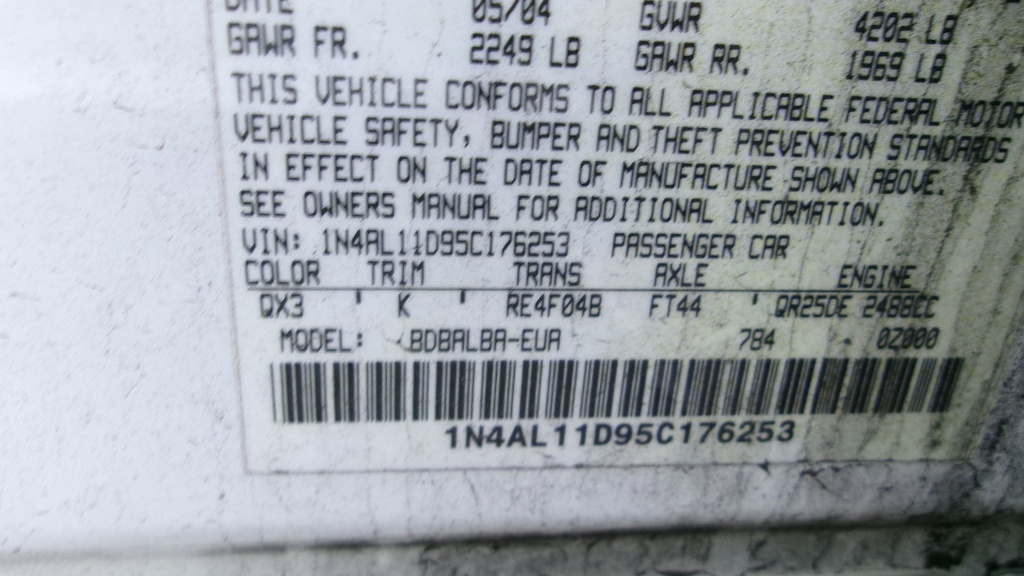 DATE 05/04 GVWR 4202 LB
GAWR FR. 2249 LB GAWR RR. 1969 LB
THIS VEHICLE CONFORMS TO ALL APPLICABLE FEDERAL MOTOR
VEHICLE SAFETY, BUMPER AND THEFT PREVENTION STANDARDS
IN EFFECT ON THE DATE OF MANUFACTURE SHOWN ABOVE.
SEE OWNERS MANUAL FOR ADDITIONAL INFORMATION.
VIN: 1N4AL11D95C176253 PASSENGER CAR
COLOR TRIM TRANS AXLE ENGINE
QX3 K RE4F04B FT44 QR25DE 2488CC
MODEL: BDBALBA-EUA 784 0Z000
1N4AL11D95C176253